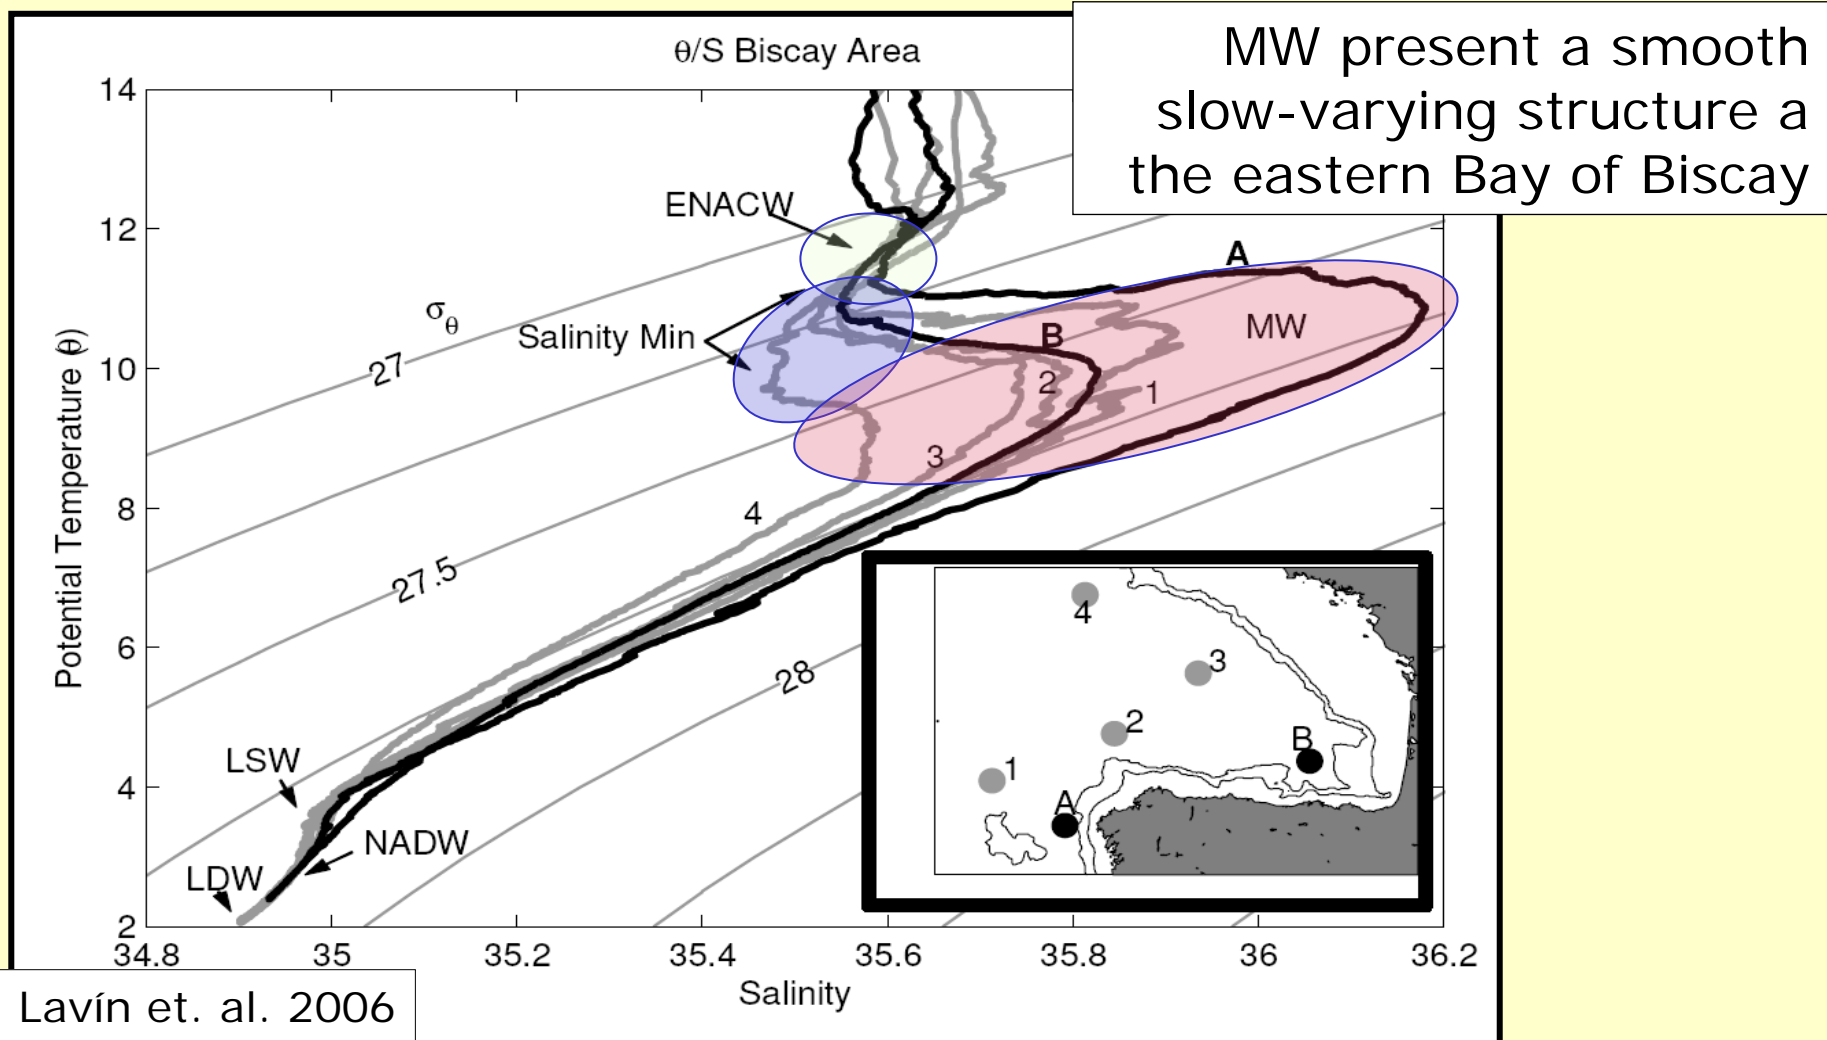 θ/S Biscay Area
MW present a smooth
slow-varying structure a
the eastern Bay of Biscay
14
12
10
8
6
4
2
Potential Temperature (θ)
34.8
35
35.2
35.4
35.6
35.8
36
36.2
Salinity
ENACW
σθ
Salinity Min
27
27.5
28
A
B
MW
1
2
3
4
LSW
NADW
LDW
4
3
2
B
1
A
Lavín et. al. 2006